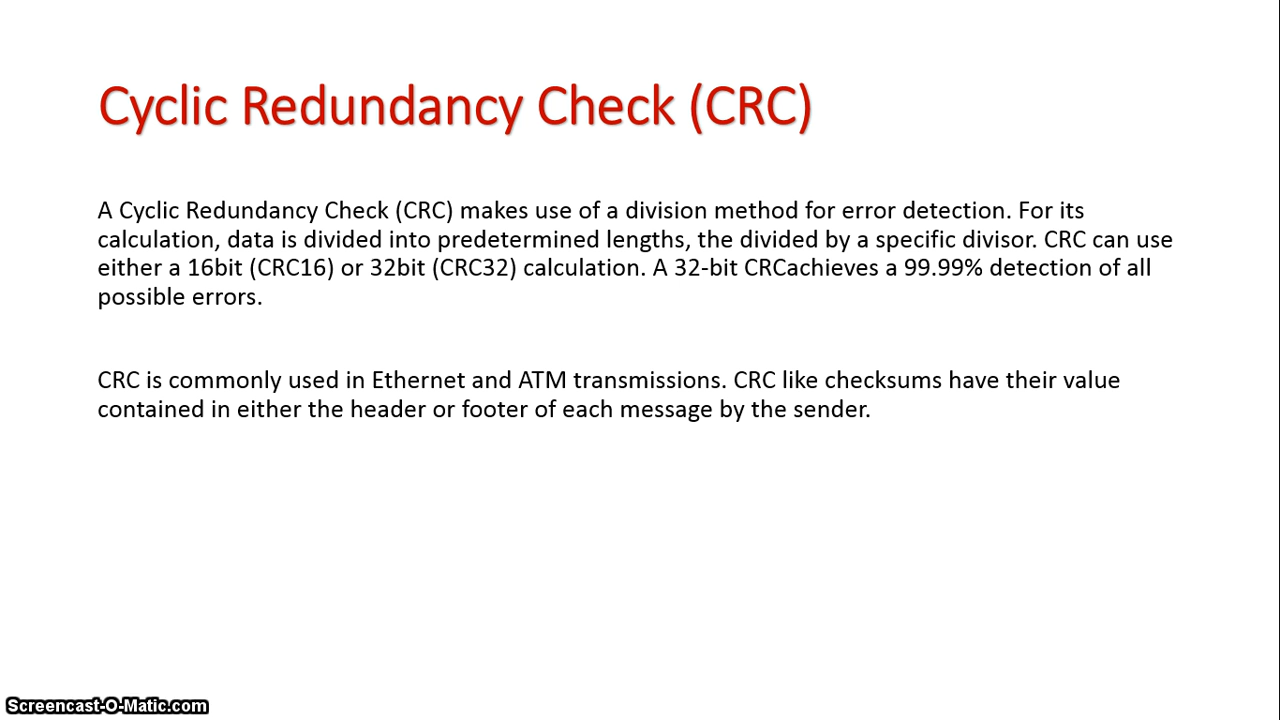 Cyclic Redundancy Check (CRC)
A Cyclic Redundancy Check (CRC) makes use of a division method for error detection. For its
calculation, data is divided into predetermined lengths, the divided by a specific divisor. CRC can use
either a 16bit (CRC16) or 32bit (CRC32) calculation. A 32-bit CRCachieves a 99.99% detection of all
possible errors.
CRC is commonly used in Ethernet and ATM transmissions. CRC like checksums have their value
contained in either the header or footer of each message by the sender.
Screencast-O-Matic.com